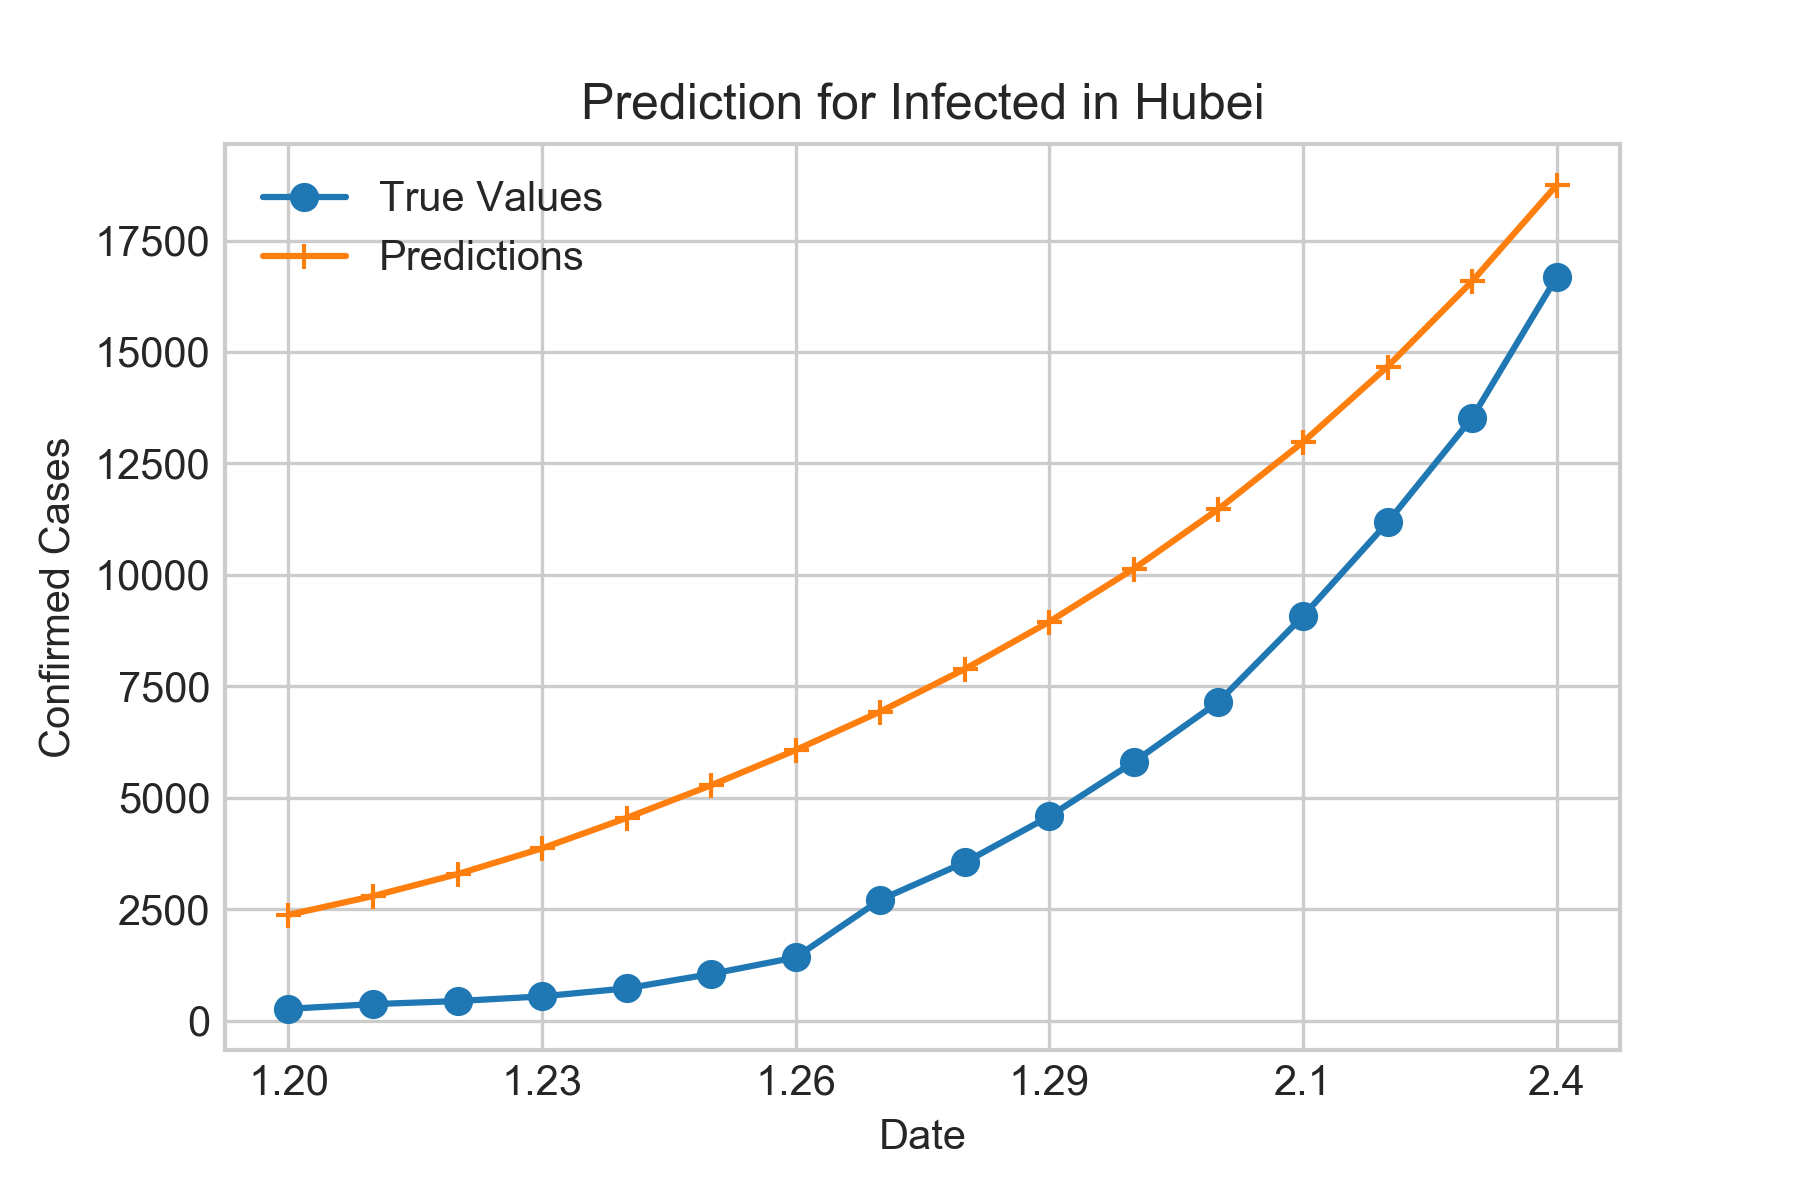 Prediction for Infected in Hubei
True Values
Predictions
17500
15000
12500
10000
7500
5000
2500
0
Confirmed Cases
1.20 1.23 1.26 1.29 2.1 2.4
Date